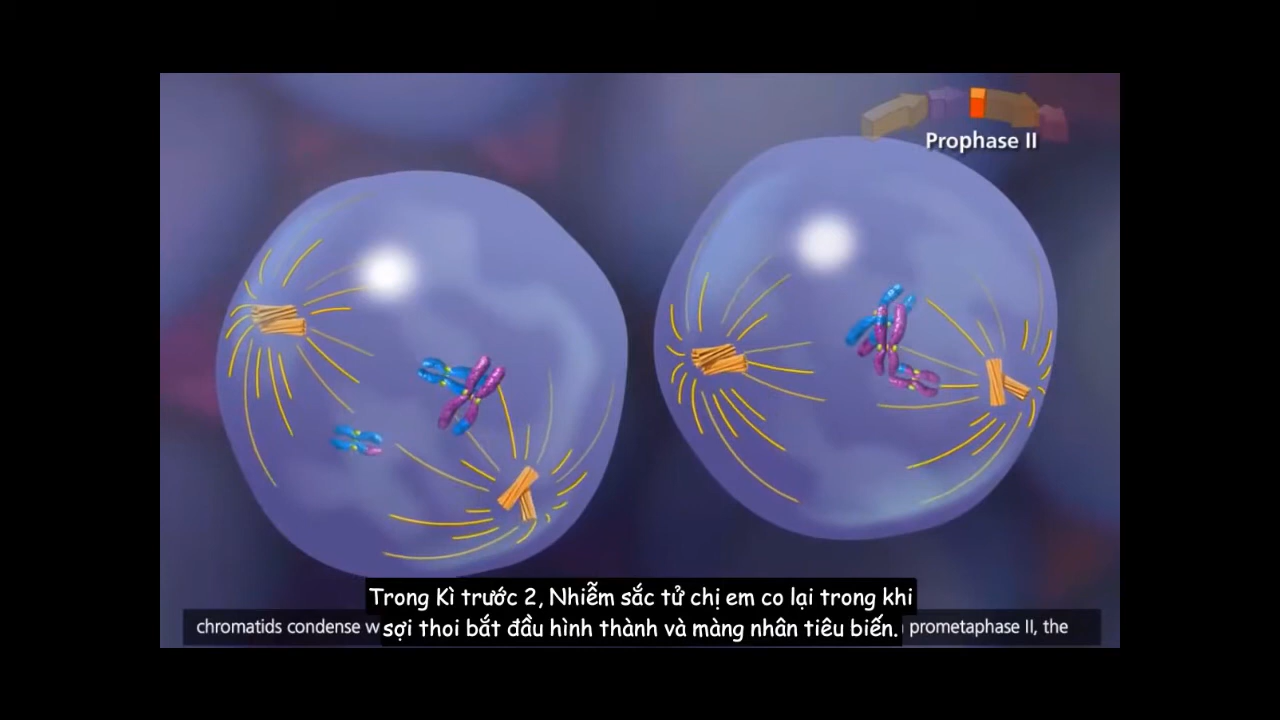 Prophase II
Trong Kì trước 2, Nhiễm sắc tử chị em co lại trong khi
sợi thoi bắt đầu hình thành và màng nhân tiêu biến.
chromatids condense w
prometaphase II, the